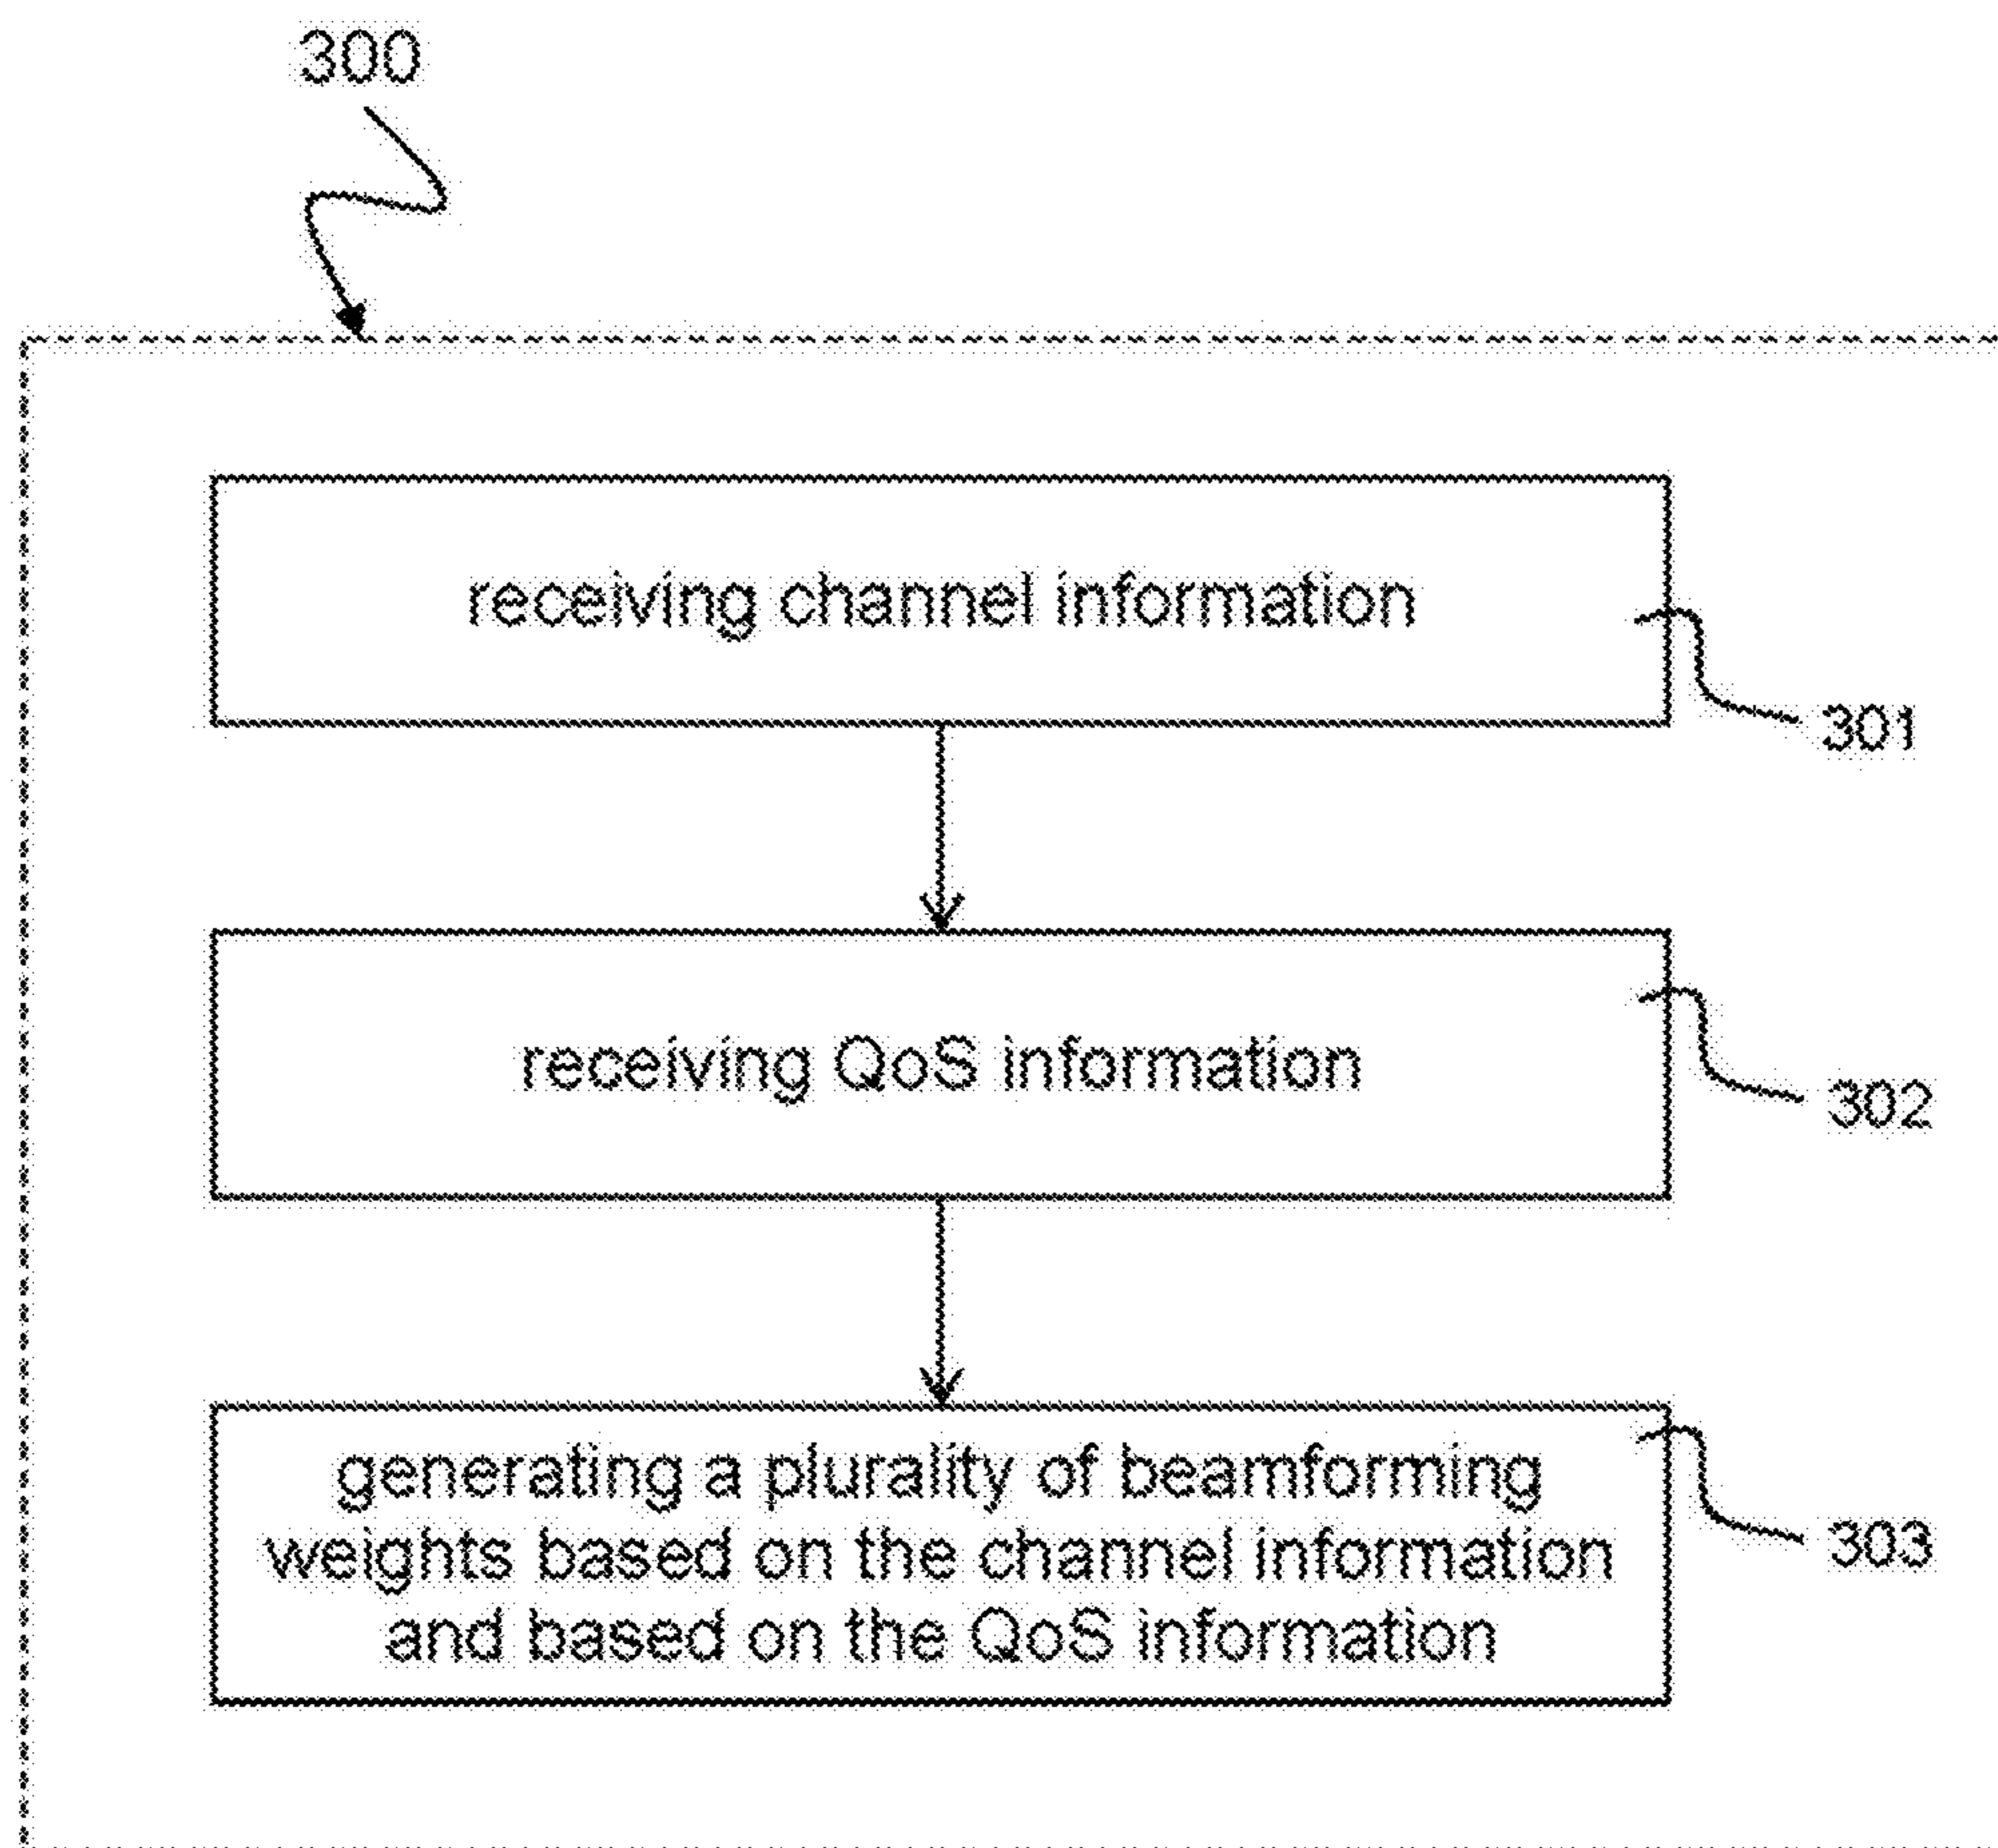 300
receiving channel information
301
receiving QoS information
302
generating a plurality of beamforming
weights based on the channel information
and based on the QoS information
303